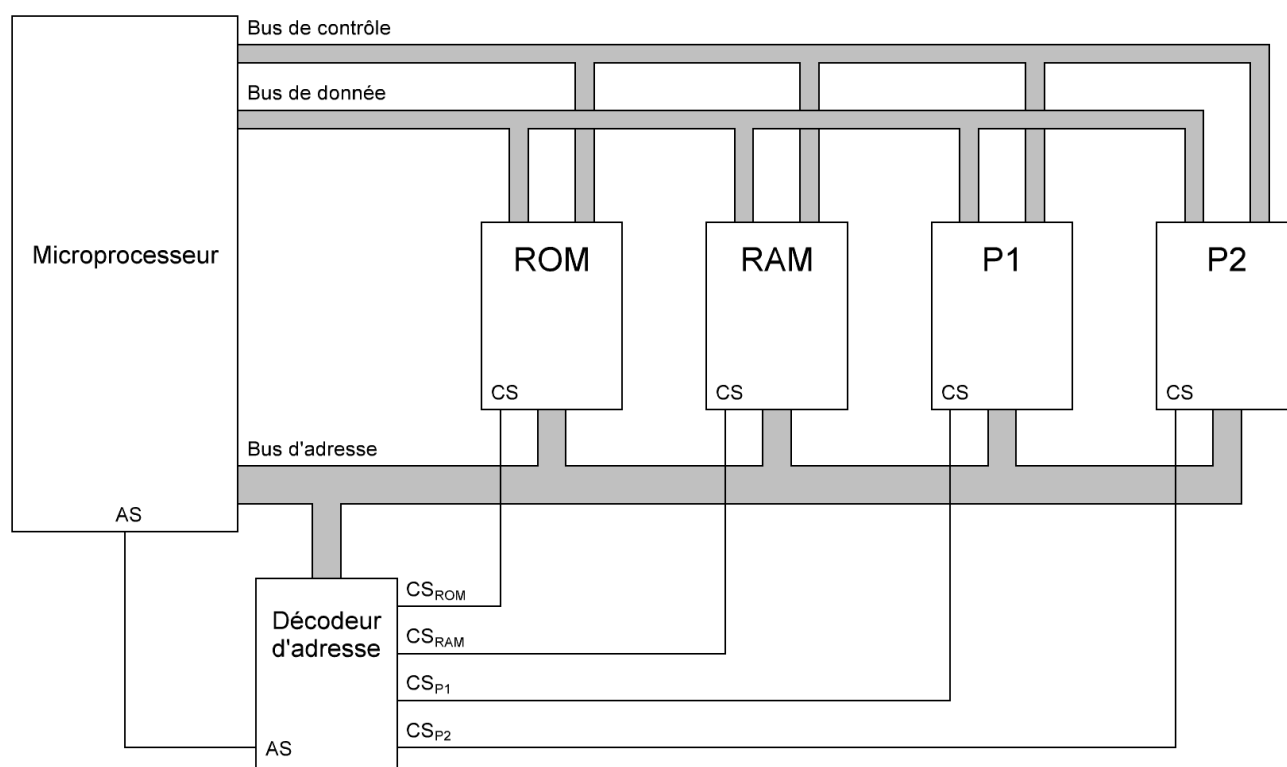 Bus de contrôle
Bus de donnée
Microprocesseur
ROM
RAM
P1
P2
CS
CS
CS
CS
Bus d'adresse
AS
CSROM
Décodeur
d'adresse
CSRAM
CSP1
CSP2
AS